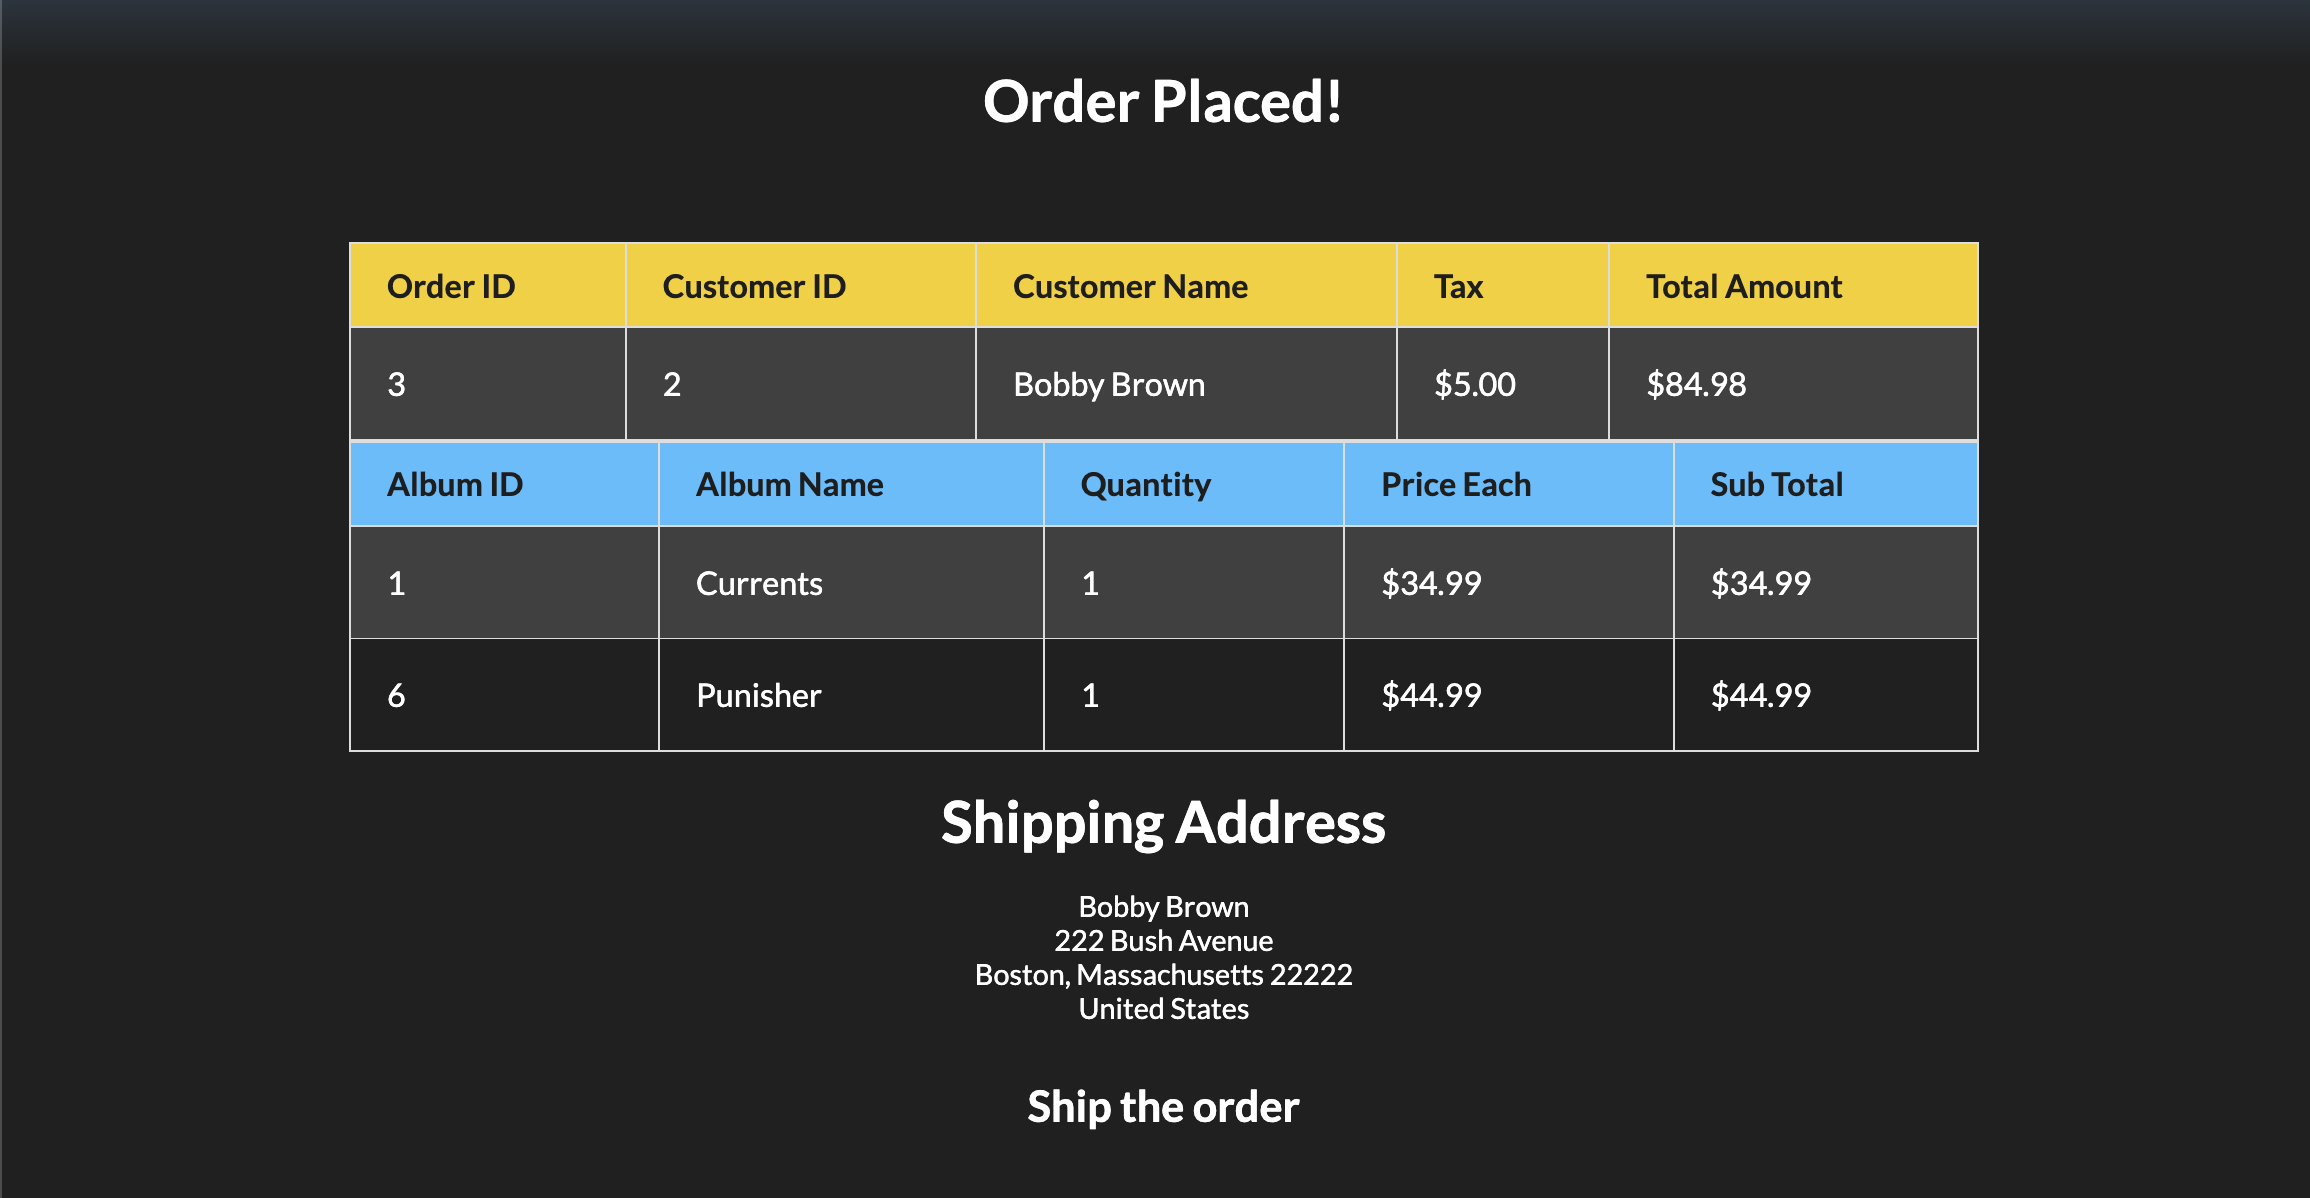 Order Placed!
Order ID Customer ID Customer Name Tax Total Amount
3 2 Bobby Brown $5.00 $84.98
Album ID Album Name Quantity Price Each Sub Total
1 Currents 1 $34.99 $34.99
6 Punisher 1 $44.99 $44.99
Shipping Address
Bobby Brown
222 Bush Avenue
Boston, Massachusetts 22222
United States
Ship the order